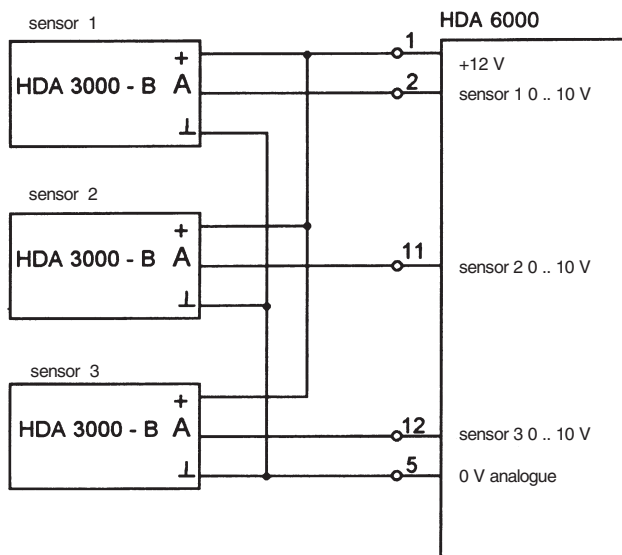 sensor 1
HDA 6000
1
+
+12 V
HDA 3000 - B A
2
sensor 1 0 .. 10 V
⊥
sensor 2
+
HDA 3000 - B A
11
sensor 2 0 .. 10 V
⊥
sensor 3
+
HDA 3000 - B A
12
sensor 3 0 .. 10 V
⊥
5
0 V analogue